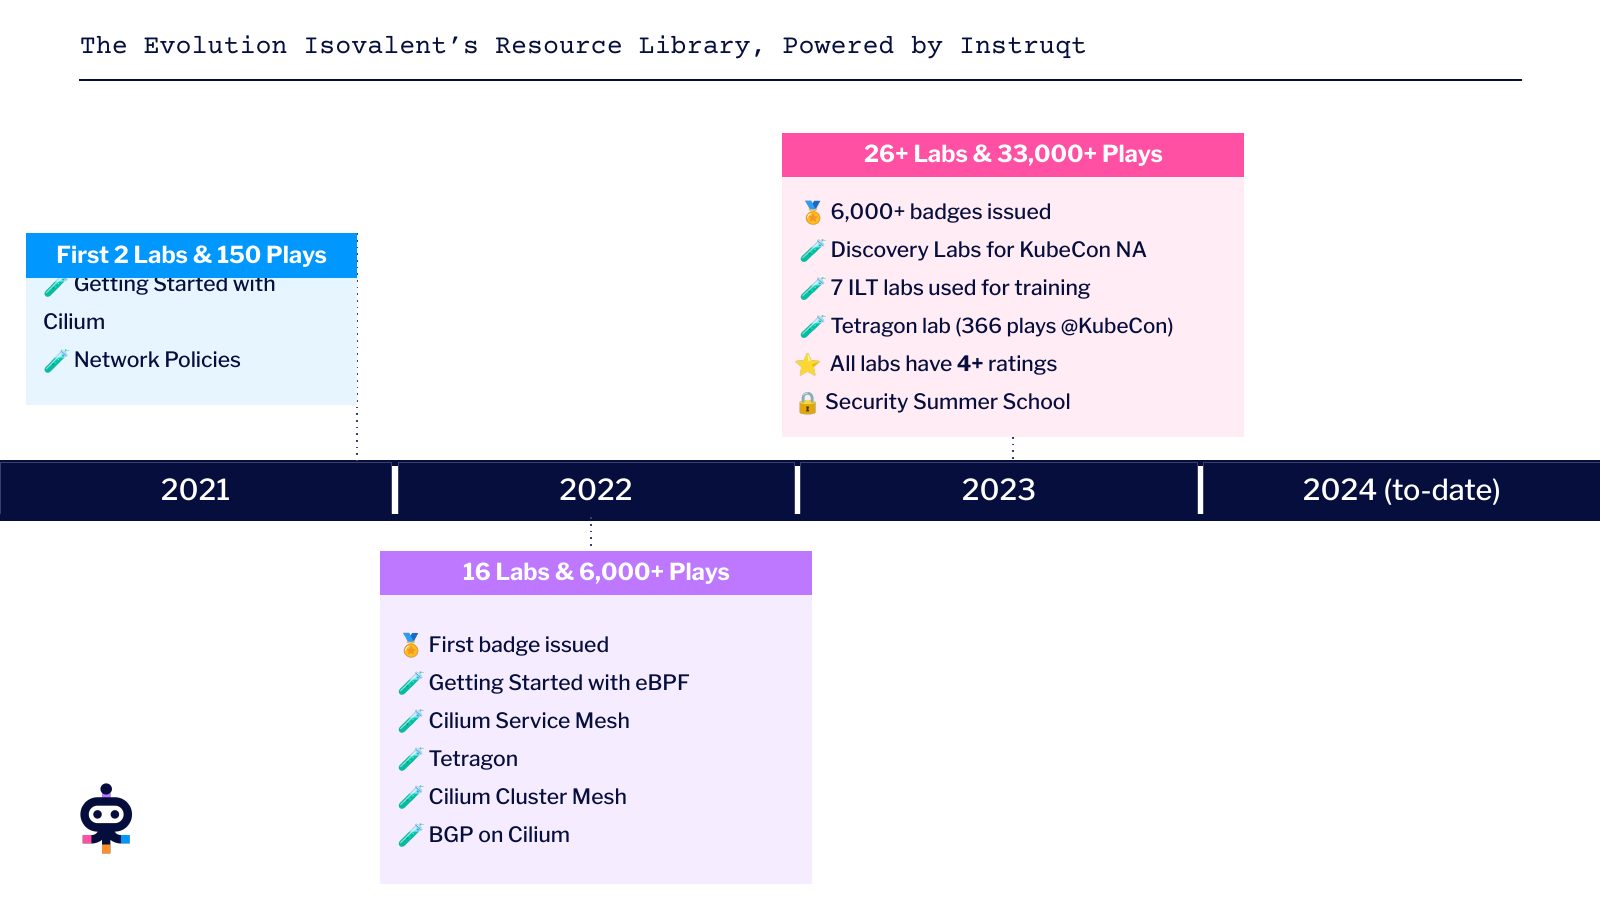 The Evolution Isovalent’s Resource Library, Powered by Instruqt
First 2 Labs & 150 Plays
Getting Started with
Cilium
Network Policies
26+ Labs & 33,000+ Plays
6,000+ badges issued
Discovery Labs for KubeCon NA
7 ILT labs used for training
Tetragon lab (366 plays @KubeCon)
All labs have 4+ ratings
Security Summer School
2021
2022
2023
2024 (to-date)
16 Labs & 6,000+ Plays
First badge issued
Getting Started with eBPF
Cilium Service Mesh
Tetragon
Cilium Cluster Mesh
BGP on Cilium